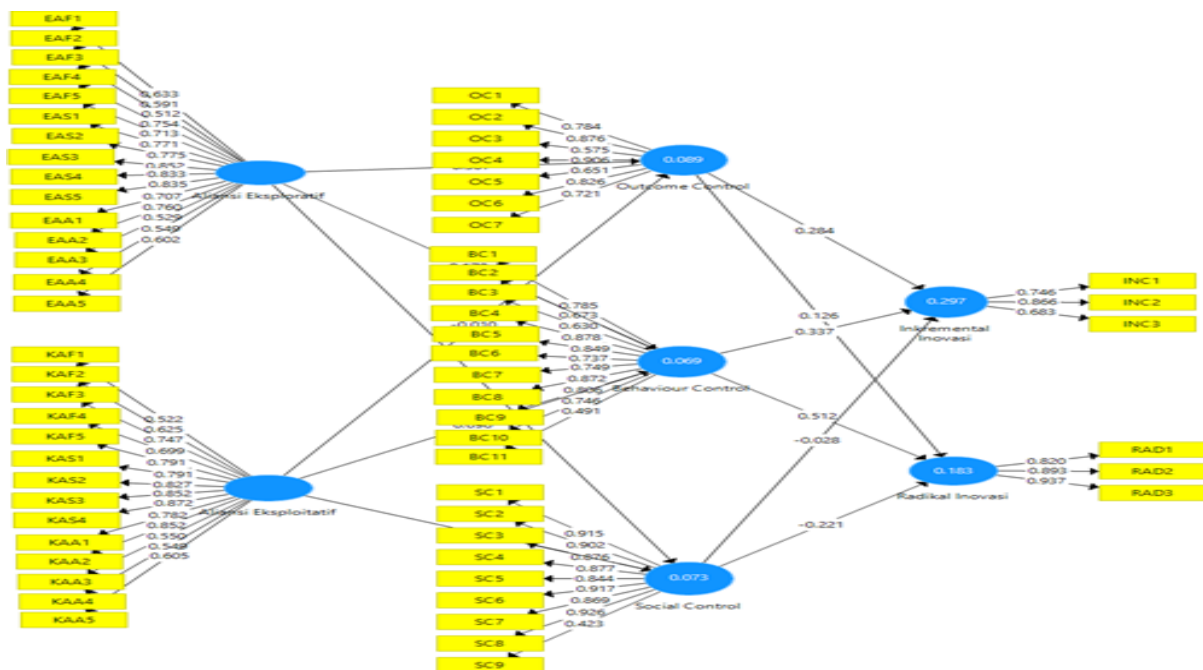 EAF1
EAF2
EAF3
EAF4
EAF5
EAS1
EAS2
EAS3
EAS4
EAS5
EAA1
EAA2
EAA3
EAA4
EAA5
0.633
0.591
0.512
0.754
0.713
0.771
0.775
0.852
0.833
0.835
0.707
0.760
0.529
0.549
0.602
Aliansi Eksploratif
KAF1
KAF2
KAF3
KAF4
KAF5
KAS1
KAS2
KAS3
KAS4
KAA1
KAA2
KAA3
KAA4
KAA5
0.522
0.625
0.747
0.699
0.791
0.791
0.827
0.852
0.872
0.782
0.852
0.550
0.549
0.605
Aliansi Eksploitatif
-0.010
OC1
OC2
OC3
OC4
OC5
OC6
OC7
0.784
0.876
0.575
0.906
0.651
0.826
0.721
0.089
Outcome Control
BC1
BC2
BC3
BC4
BC5
BC6
BC7
BC8
BC9
BC10
BC11
0.785
0.673
0.630
0.878
0.849
0.737
0.749
0.872
0.746
0.491
0.069
Behaviour Control
SC1
SC2
SC3
SC4
SC5
SC6
SC7
SC8
SC9
0.915
0.902
0.876
0.877
0.844
0.917
0.869
0.926
0.423
0.073
Social Control
0.284
0.126
0.337
0.512
-0.028
-0.221
0.297
Inkremental
Inovasi
0.746
0.866
0.683
INC1
INC2
INC3
0.183
Radikal Inovasi
0.820
0.893
0.937
RAD1
RAD2
RAD3